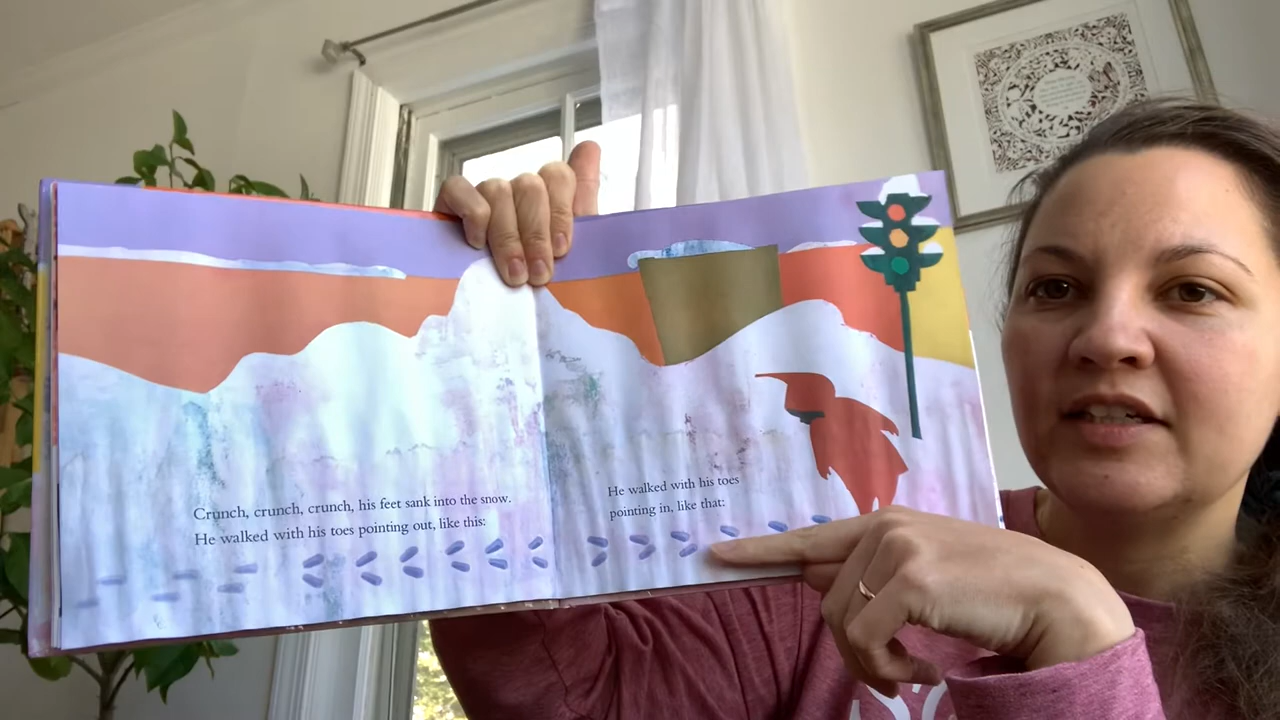 Crunch, crunch, crunch, his feet sank into the snow.
He walked with his toes pointing out, like this:
He walked with his toes
pointing in, like that: